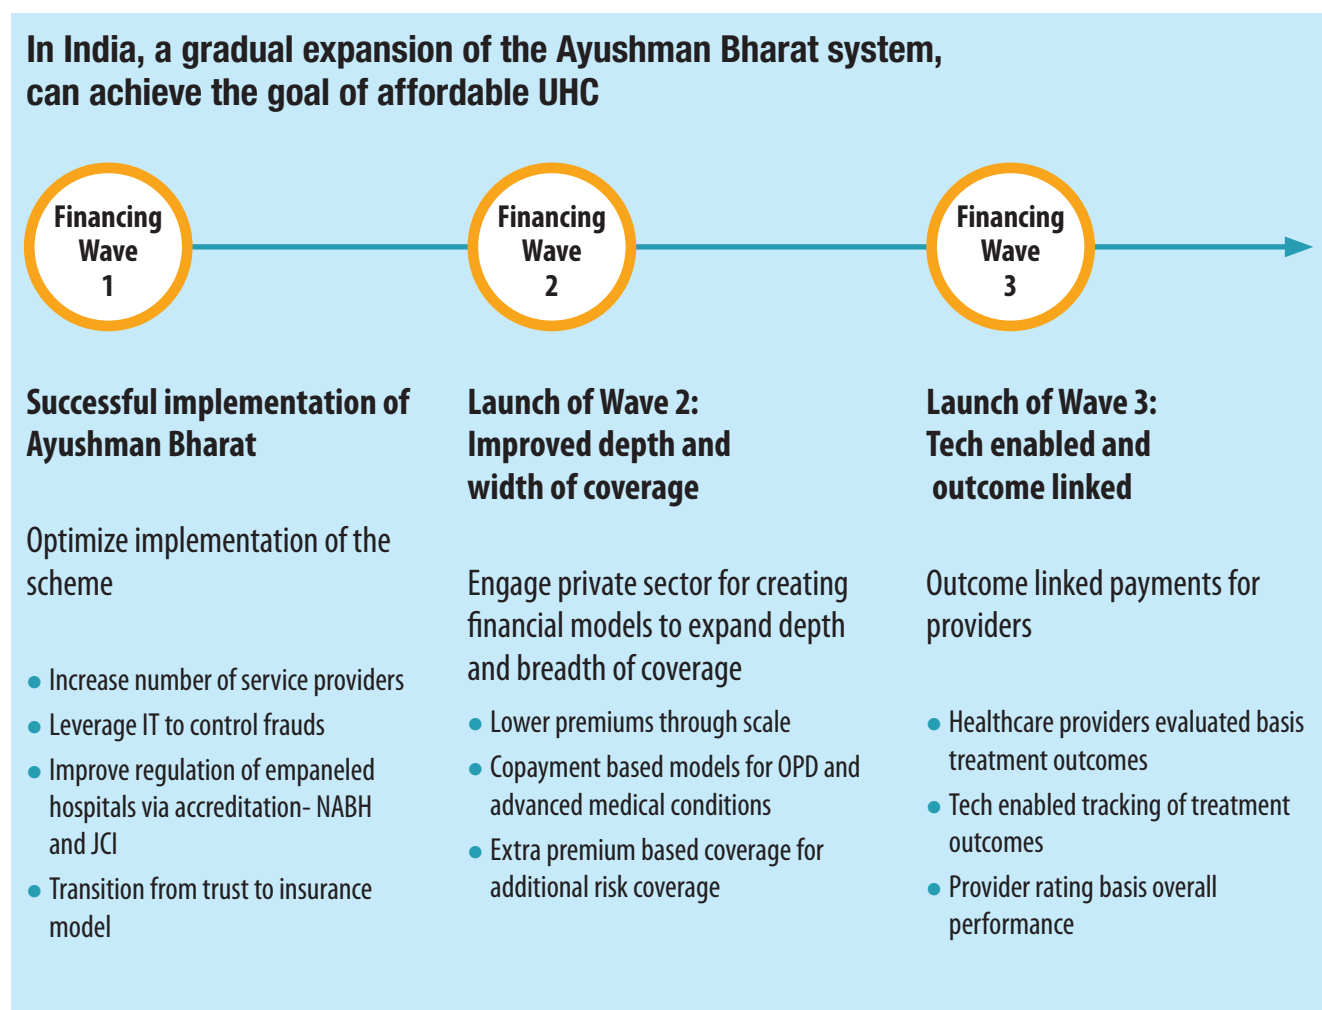 In India, a gradual expansion of the Ayushman Bharat system,
can achieve the goal of affordable UHC
Financing
Wave
1
Financing
Wave
2
Financing
Wave
3
Successful implementation of
Ayushman Bharat
Optimize implementation of the
scheme
● Increase number of service providers
● Leverage IT to control frauds
● Improve regulation of empaneled
hospitals via accreditation- NABH
and JCI
● Transition from trust to insurance
model
Launch of Wave 2:
Improved depth and
width of coverage
Engage private sector for creating
financial models to expand depth
and breadth of coverage
● Lower premiums through scale
● Copayment based models for OPD and
advanced medical conditions
● Extra premium based coverage for
additional risk coverage
Launch of Wave 3:
Tech enabled and
outcome linked
Outcome linked payments for
providers
● Healthcare providers evaluated basis
treatment outcomes
● Tech enabled tracking of treatment
outcomes
● Provider rating basis overall
performance